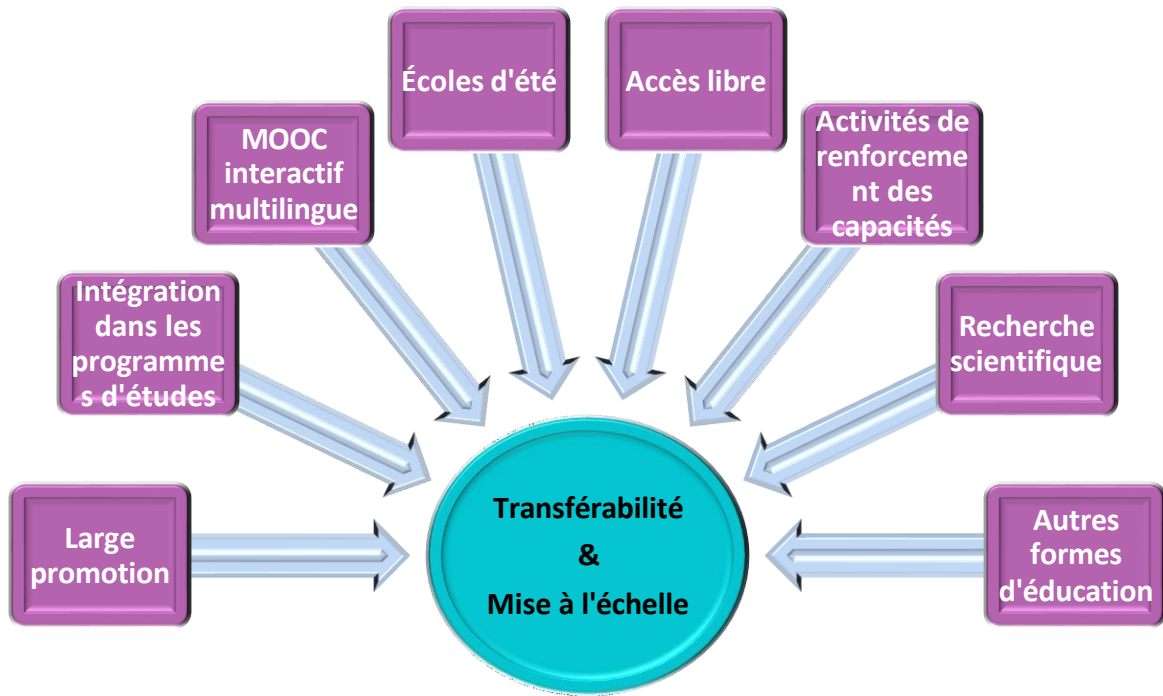 Écoles d'été
Accès libre
MOOC
interactif
multilingue
Activités de
renforceme
nt des
capacités
Intégration
dans les
programme
s d'études
Recherche
scientifique
Large
promotion
Transférabilité
&
Mise à l'échelle
Autres
formes
d'éducation